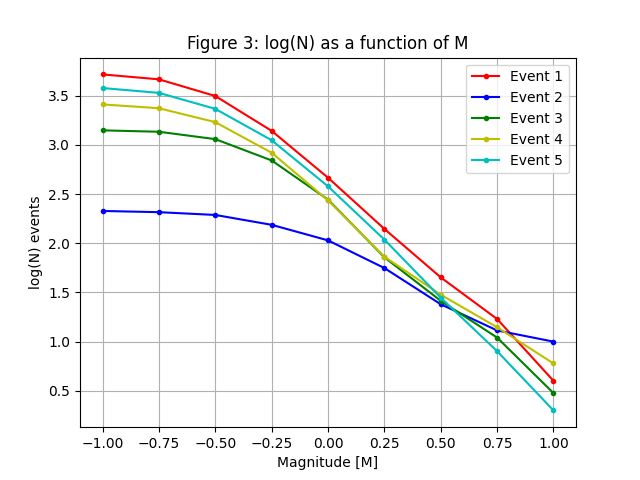 Figure 3: log(N) as a function of M
Event 1
Event 2
Event 3
Event 4
Event 5
log(N) events
3.5
3.0
2.5
2.0
1.5
1.0
0.5
−1.00 −0.75 −0.50 −0.25 0.00 0.25 0.50 0.75 1.00
Magnitude [M]